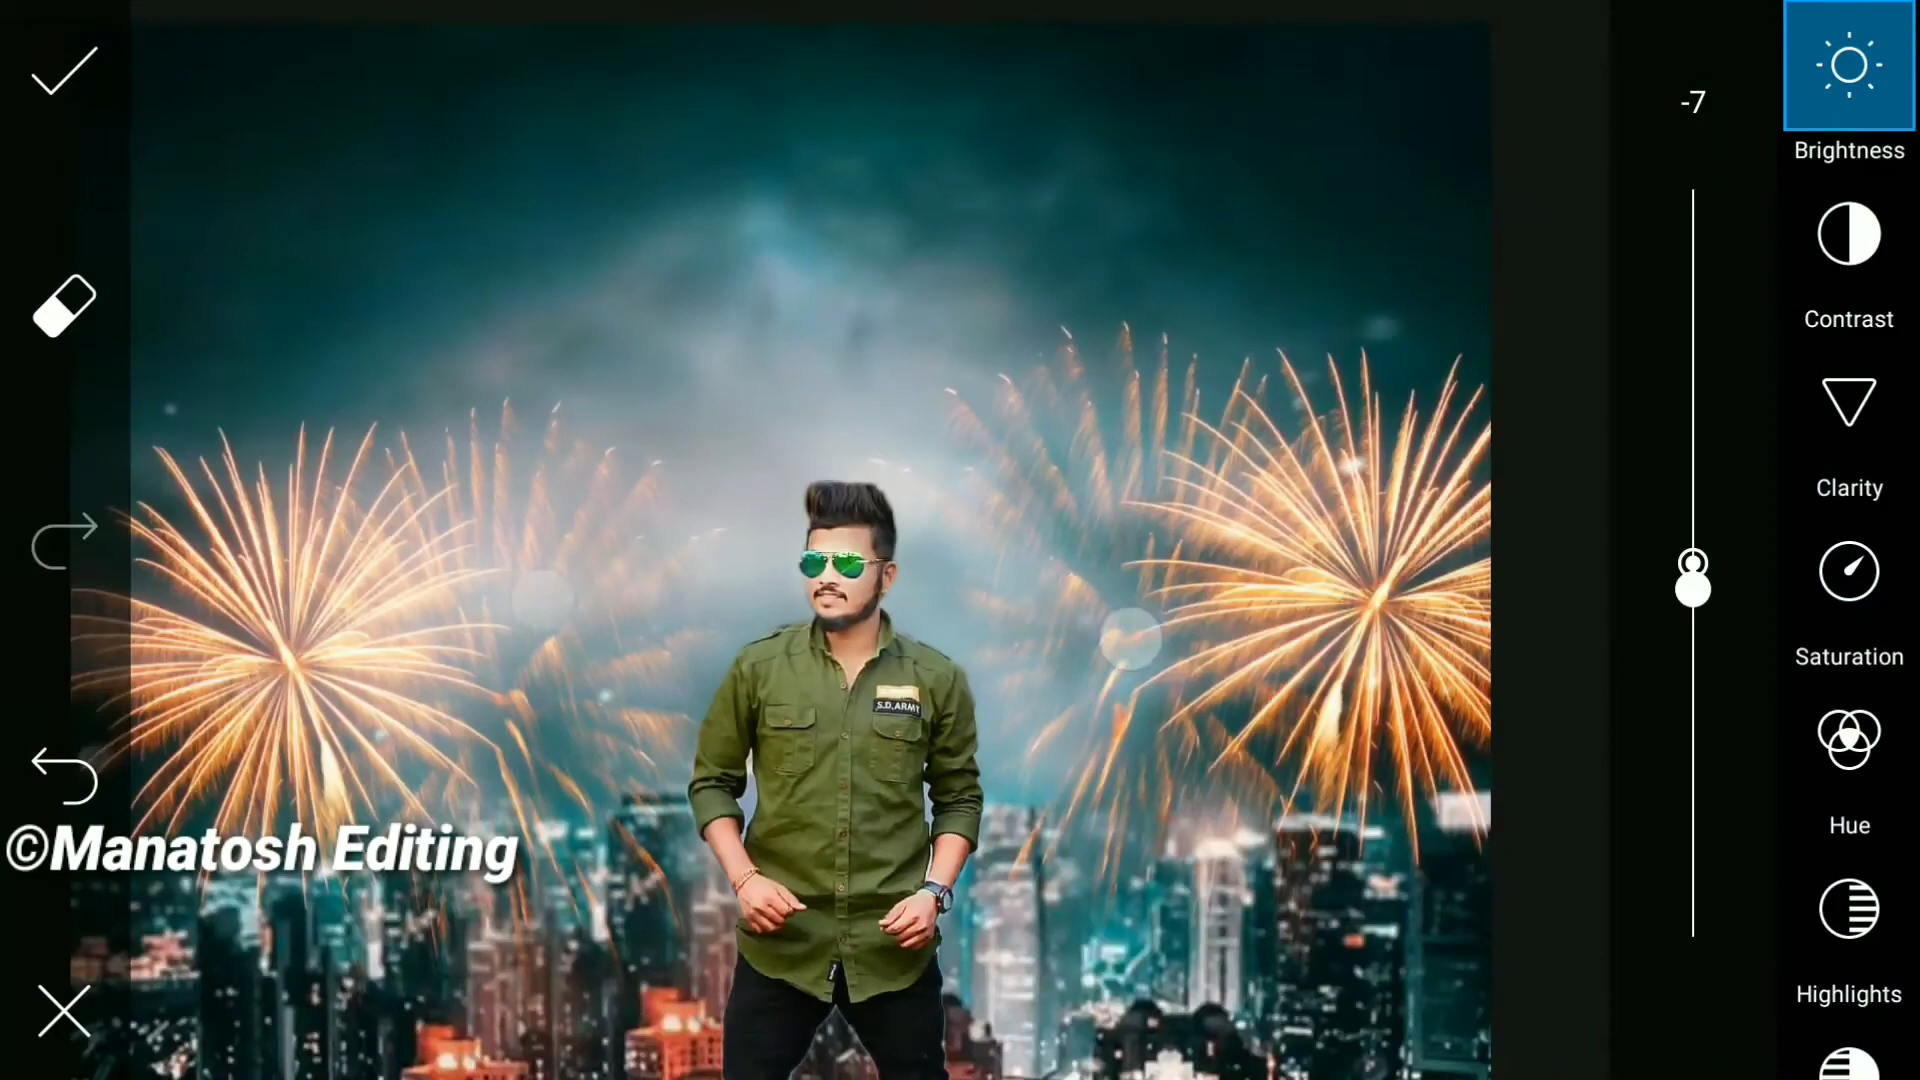 -7
Brightness
Contrast
Clarity
Saturation
Hue
Highlights
S.D.ARMY
©Manatosh Editing